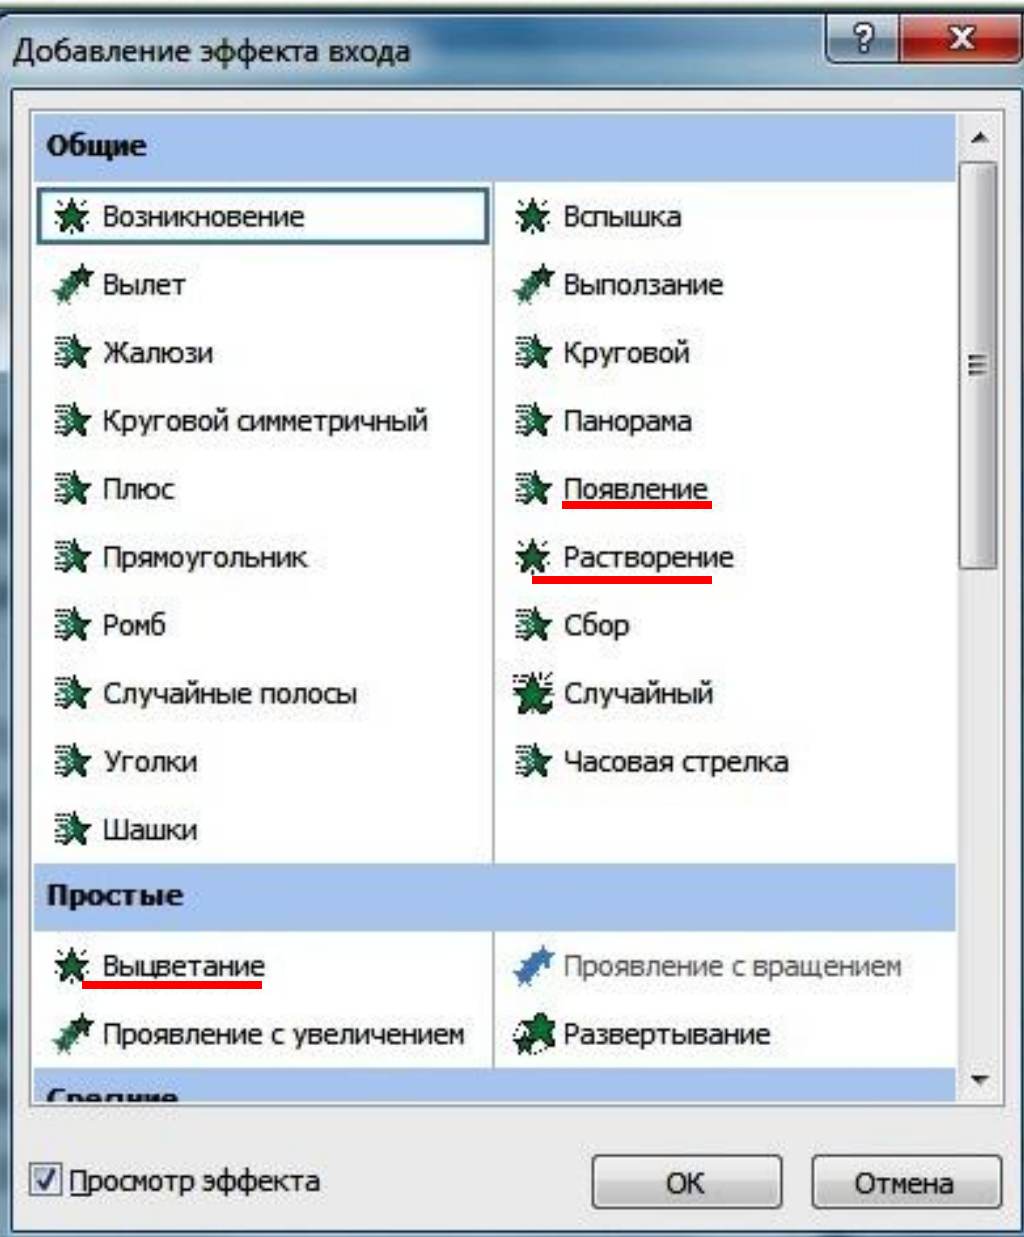 Добавление эффекта входа
?
X
Общие
Возникновение
Вспышка
Вылет
Выползание
Жалюзи
Круговой
Круговой симметричный
Панорама
Плюс
Появление
Прямоугольник
Растворение
Ромб
Сбор
Случайные полосы
Случайный
Уголки
Часовая стрелка
Шашки
Простые
Выцветание
Проявление с вращением
Проявление с увеличением
Развертывание
Средние
Просмотр эффекта
ОК
Отмена